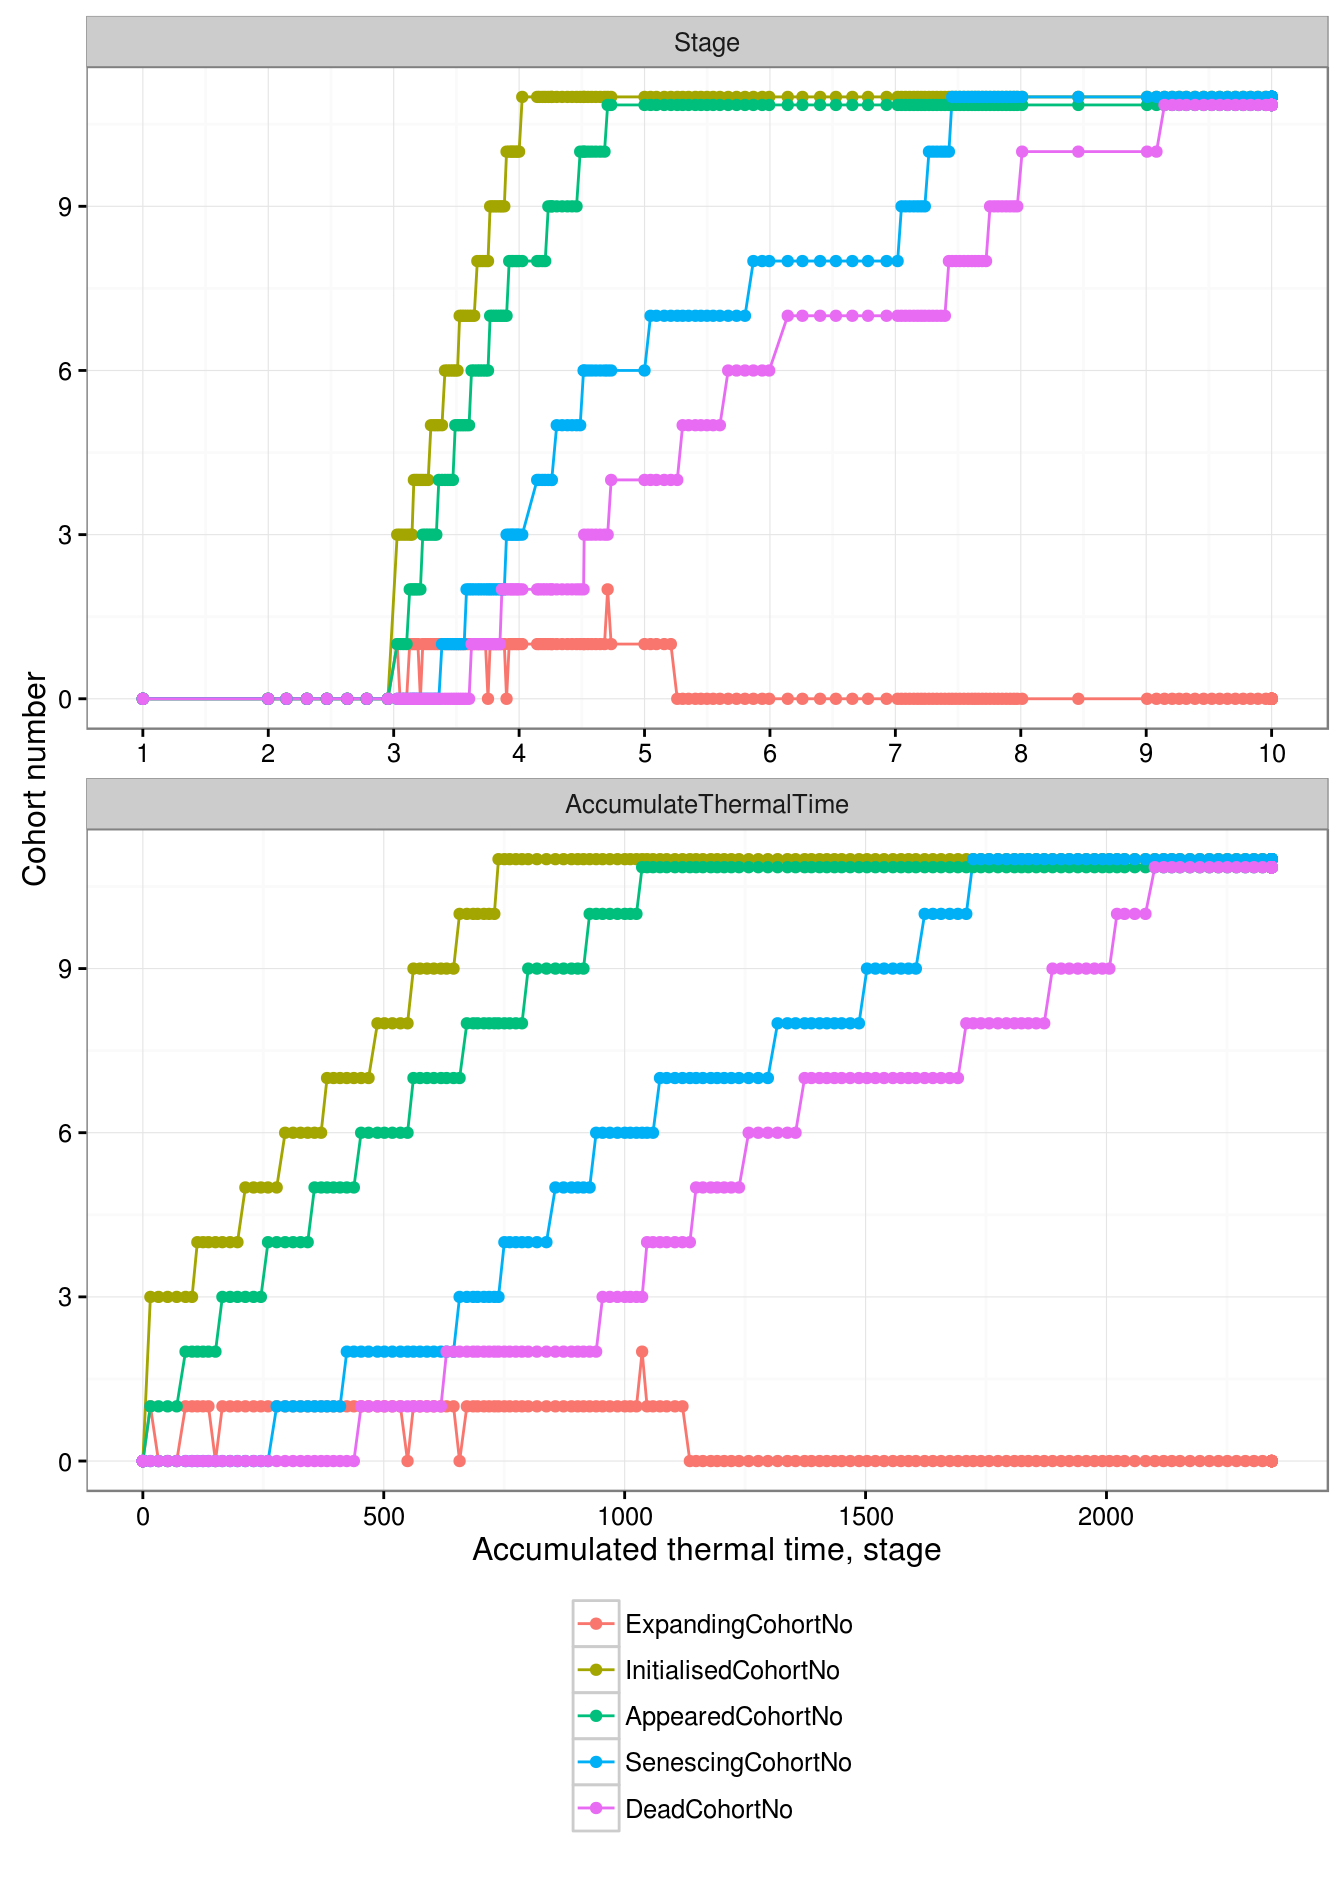 Stage
9
6
3
0
1 2 3 4 5 6 7 8 9 10
Cohort number
AccumulateThermalTime
9
6
3
0
0 500 1000 1500 2000
Accumulated thermal time, stage
ExpandingCohortNo
InitialisedCohortNo
AppearedCohortNo
SenescingCohortNo
DeadCohortNo